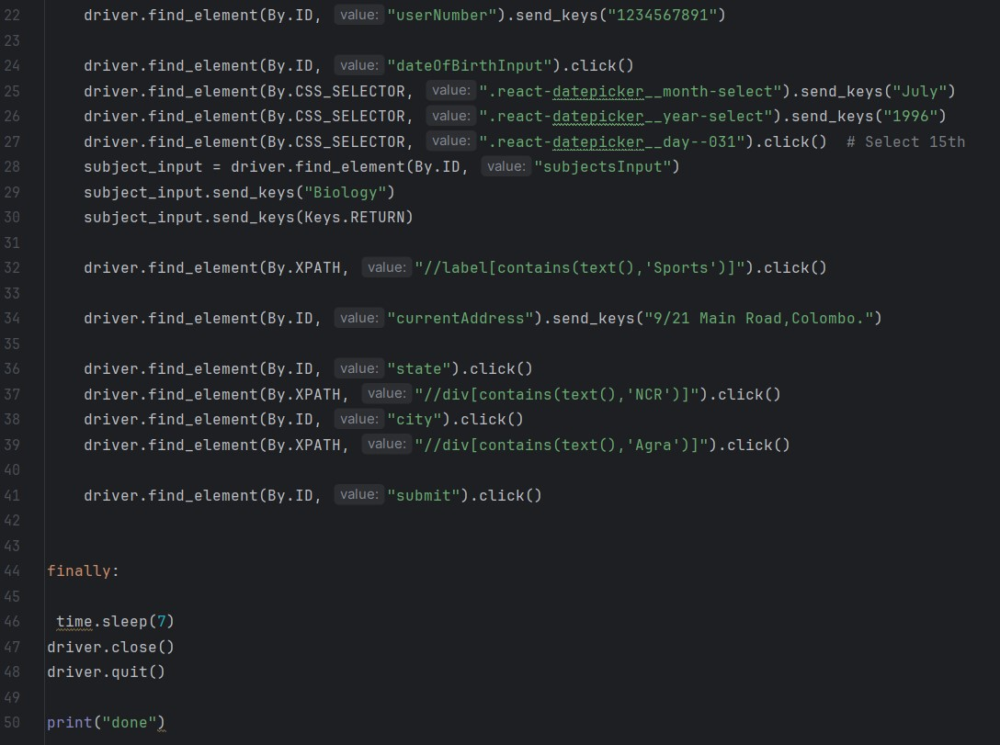 22 driver.find_element(By.ID, value: "userNumber").send_keys("1234567891")
23
24 driver.find_element(By.ID, value: "dateOfBirthInput").click()
25 driver.find_element(By.CSS_SELECTOR, value: ".react-datepicker__month-select").send_keys("July")
26 driver.find_element(By.CSS_SELECTOR, value: ".react-datepicker__year-select").send_keys("1996")
27 driver.find_element(By.CSS_SELECTOR, value: ".react-datepicker__day--031").click()  # Select 15th
28 subject_input = driver.find_element(By.ID, value: "subjectsInput")
29 subject_input.send_keys("Biology")
30 subject_input.send_keys(Keys.RETURN)
31
32 driver.find_element(By.XPATH, value: "//label[contains(text(),'Sports')]").click()
33
34 driver.find_element(By.ID, value: "currentAddress").send_keys("9/21 Main Road,Colombo.")
35
36 driver.find_element(By.ID, value: "state").click()
37 driver.find_element(By.XPATH, value: "//div[contains(text(),'NCR')]").click()
38 driver.find_element(By.ID, value: "city").click()
39 driver.find_element(By.XPATH, value: "//div[contains(text(),'Agra')]").click()
40
41 driver.find_element(By.ID, value: "submit").click()
42
43
44 finally:
45
46 time.sleep(7)
47 driver.close()
48 driver.quit()
49
50 print("done")